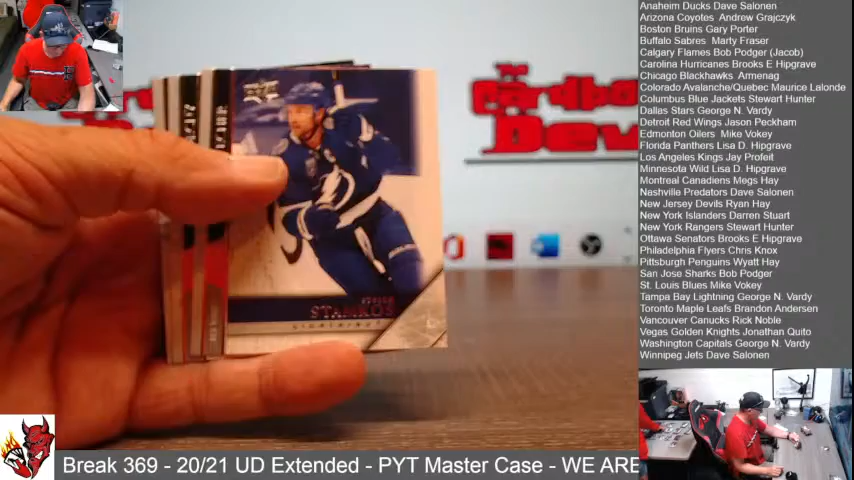 Anaheim Ducks Dave Salonen
Arizona Coyotes Andrew Grajczyk
Boston Bruins Gary Porter
Buffalo Sabres Marty Fraser
Calgary Flames Bob Podger (Jacob)
Carolina Hurricanes Brooks E Hipgrave
Chicago Blackhawks Armenag
Colorado Avalanche/Quebec Maurice Lalonde
Columbus Blue Jackets Stewart Hunter
Dallas Stars George N. Vardy
Detroit Red Wings Jason Peckham
Edmonton Oilers Mike Vokey
Florida Panthers Lisa D. Hipgrave
Los Angeles Kings Jay Profeit
Minnesota Wild Lisa D. Hipgrave
Montreal Canadiens Megs Hay
Nashville Predators Dave Salonen
New Jersey Devils Ryan Hay
New York Islanders Darren Stuart
New York Rangers Stewart Hunter
Ottawa Senators Brooks E Hipgrave
Philadelphia Flyers Chris Knox
Pittsburgh Penguins Wyatt Hay
San Jose Sharks Bob Podger
St. Louis Blues Mike Vokey
Tampa Bay Lightning George N. Vardy
Toronto Maple Leafs Brandon Andersen
Vancouver Canucks Rick Noble
Vegas Golden Knights Jonathan Quito
Washington Capitals George N. Vardy
Winnipeg Jets Dave Salonen
STEVEN
STAMKOS
LIGHTNING
Break 369 - 20/21 UD Extended - PYT Master Case - WE ARE